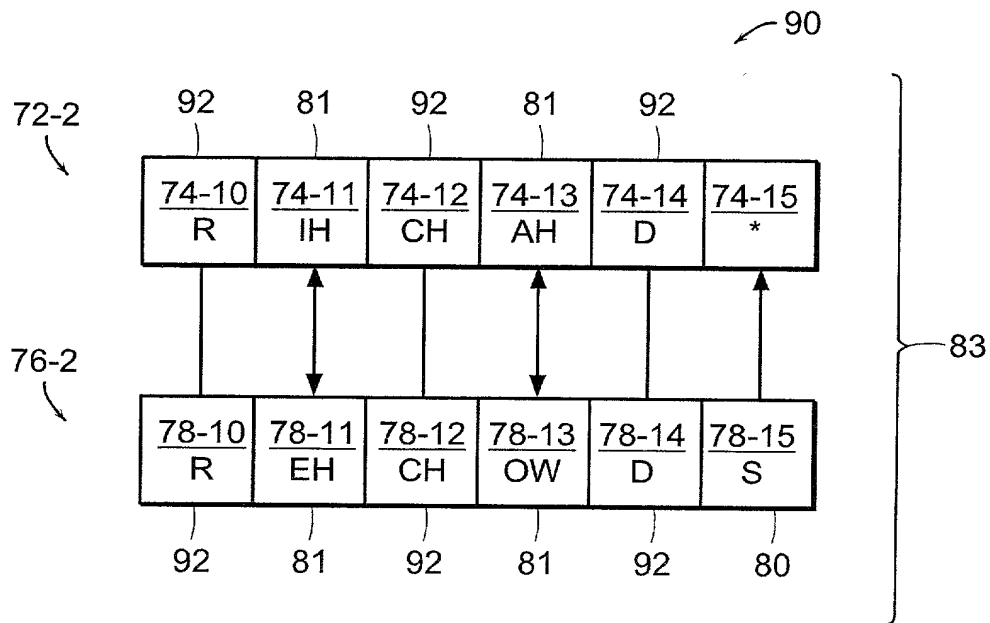 90
92 81 92 81 92
72-2
74-10 74-11 74-12 74-13 74-14 74-15
R IH CH AH D *
83
76-2
78-10 78-11 78-12 78-13 78-14 78-15
R EH CH OW D S
92 81 92 81 92 80